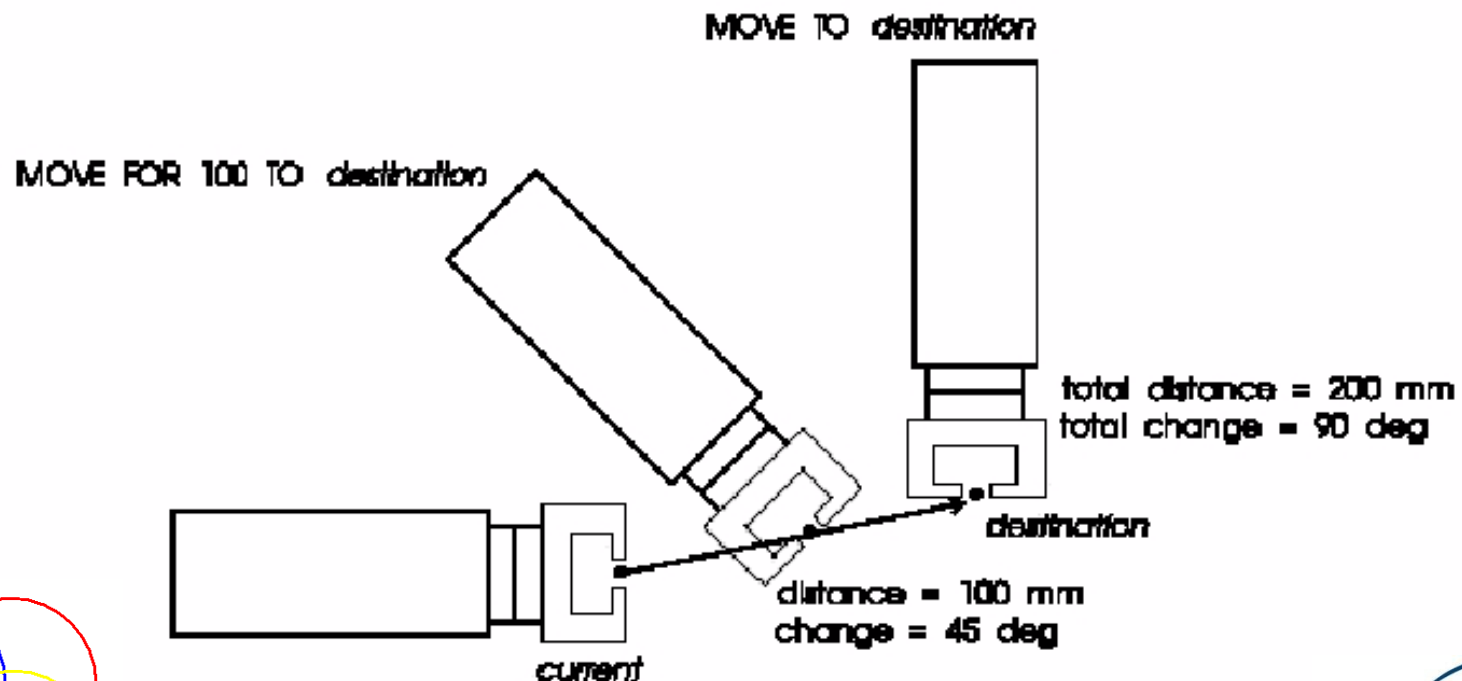 MOVE TO destination
MOVE FOR 100 TO destination
total distance = 200 mm
total change = 90 deg
destination
distance = 100 mm
change = 45 deg
current